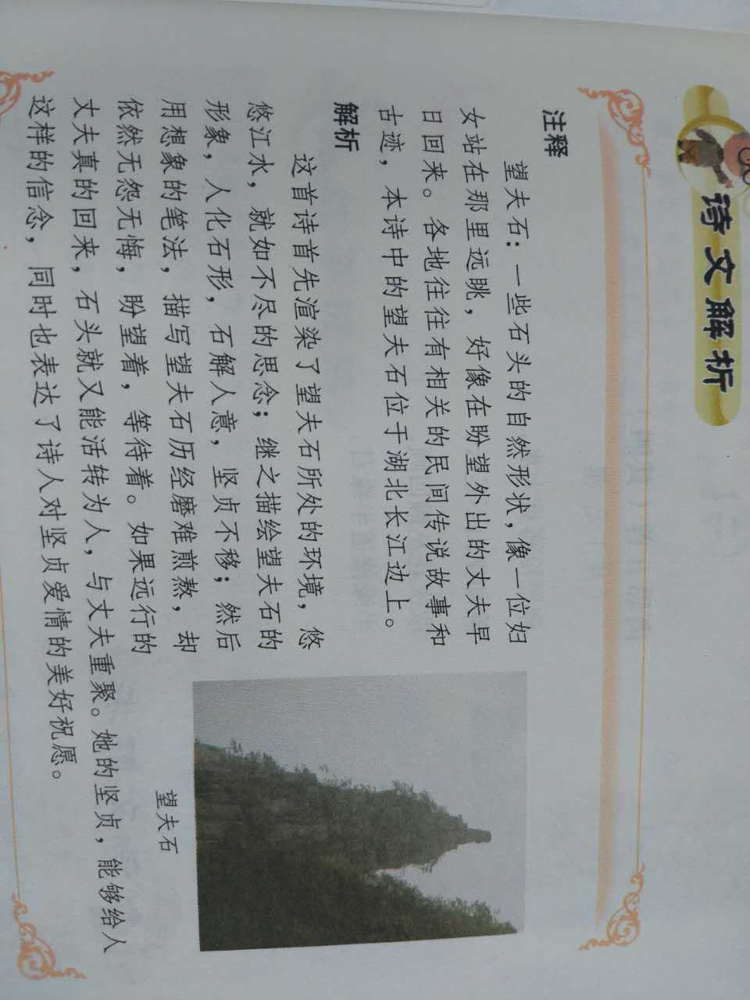 诗文解析
注释
望夫石：一些石头的自然形状，像一位妇
女站在那里远眺，好像在盼望外出的丈夫早
日回来。各地往往有相关的民间传说故事和
古迹，本诗中的望夫石位于湖北长江边上。
解析
这首诗首先渲染了望夫石所处的环境，悠
悠江水，就如不尽的思念；继之描绘望夫石的
形象，人化石形，石解人意，坚贞不移；然后
用想象的笔法，描写望夫石历经磨难煎熬，却
依然无怨无悔，盼望着，等待着。如果远行的
丈夫真的回来，石头就又能活转为人，与丈夫重聚。她的坚贞，能够给人
这样的信念，同时也表达了诗人对坚贞爱情的美好祝愿。
望夫石